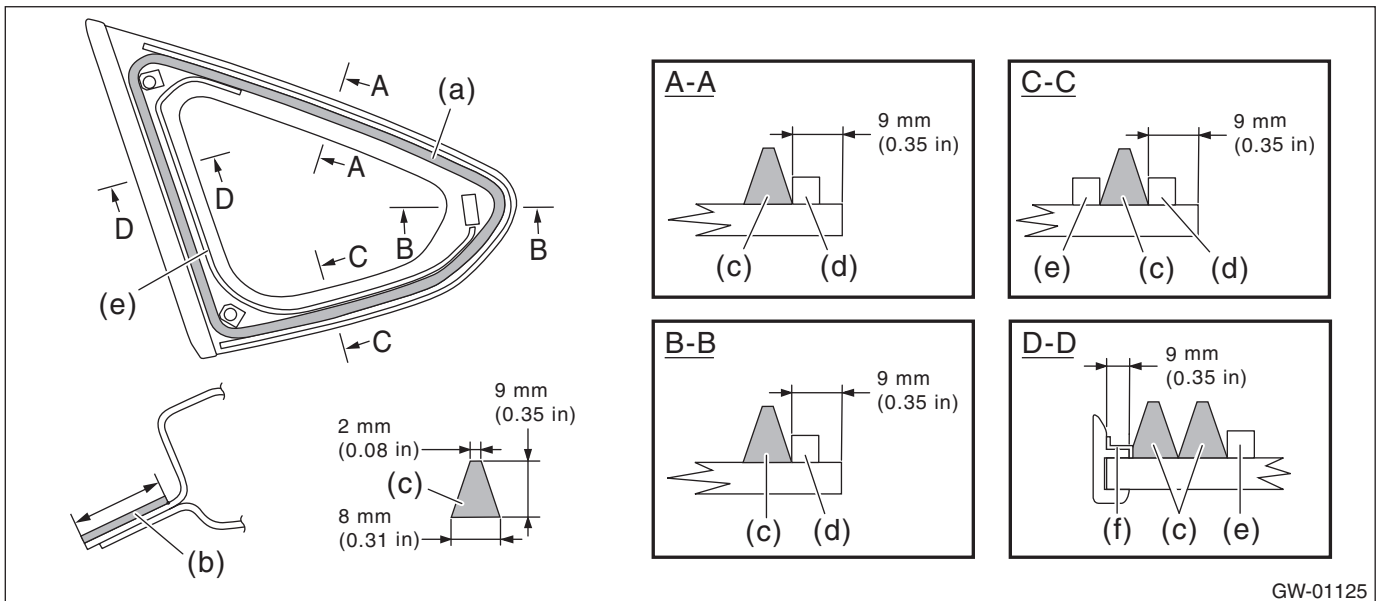 A
(a)
A
D
D
B
B
C
(e)
C
9 mm
(0.35 in)
2 mm
(0.08 in)
(c)
8 mm
(0.31 in)
(b)
A-A
9 mm
(0.35 in)
(c)
(d)
C-C
9 mm
(0.35 in)
(e)
(c)
(d)
B-B
9 mm
(0.35 in)
(c)
(d)
D-D
9 mm
(0.35 in)
(f)
(c)
(e)
GW-01125